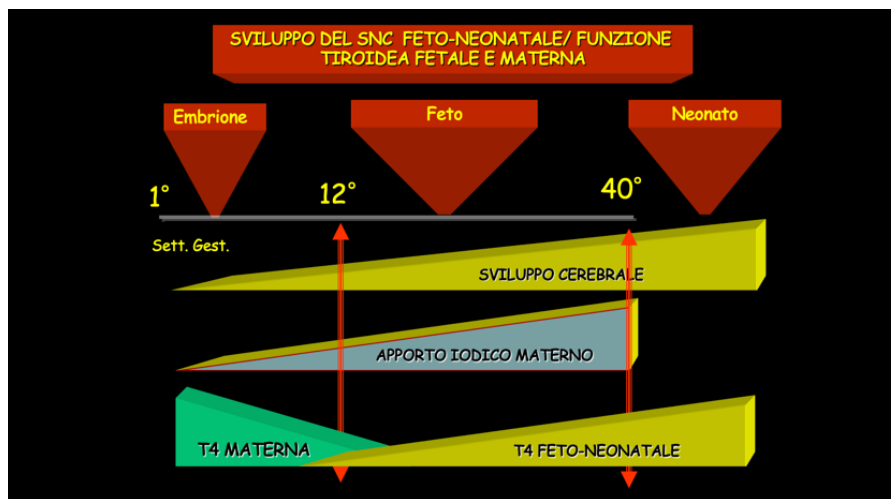 SVILUPPO DEL SNC FETO-NEONATALE/ FUNZIONE
TIROIDEA FETALE E MATERNA
Embrione
Feto
Neonato
1°
12°
40°
Sett. Gest.
SVILUPPO CEREBRALE
APPORTO IODICO MATERNO
T4 MATERNA
T4 FETO-NEONATALE